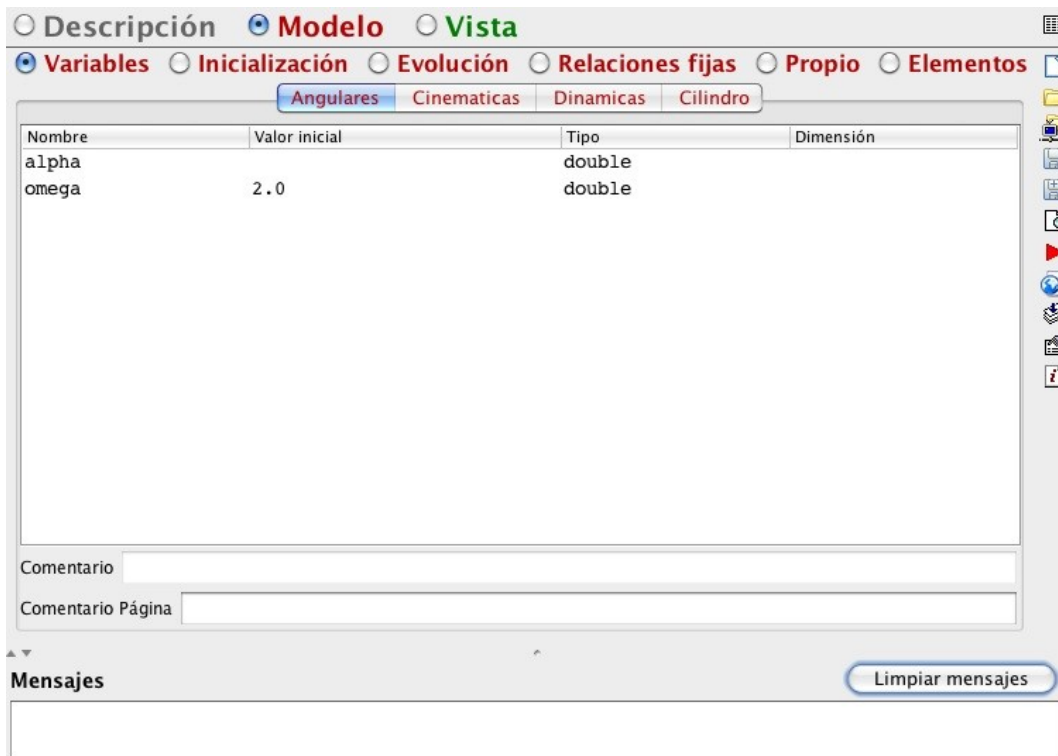 Descripción Modelo Vista
Variables Inicialización Evolución Relaciones fijas Propio Elementos
Angulares Cinematicas Dinamicas Cilindro
Nombre Valor inicial Tipo Dimensión
alpha double
omega 2.0 double
Comentario
Comentario Página
Mensajes Limpiar mensajes